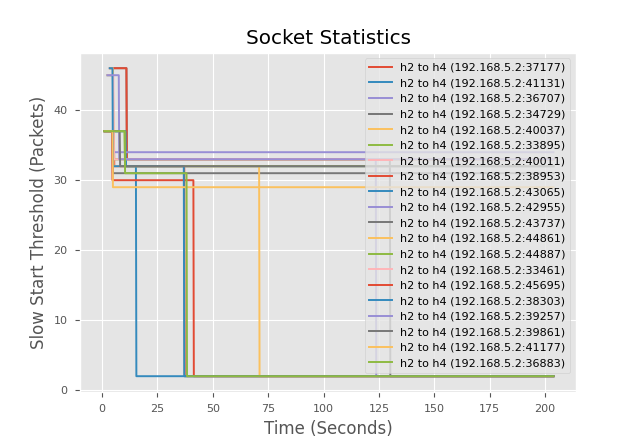 Socket Statistics
Slow Start Threshold (Packets)
40
30
20
10
0
h2 to h4 (192.168.5.2:37177)
h2 to h4 (192.168.5.2:41131)
h2 to h4 (192.168.5.2:36707)
h2 to h4 (192.168.5.2:34729)
h2 to h4 (192.168.5.2:40037)
h2 to h4 (192.168.5.2:33895)
h2 to h4 (192.168.5.2:40011)
h2 to h4 (192.168.5.2:38953)
h2 to h4 (192.168.5.2:43065)
h2 to h4 (192.168.5.2:42955)
h2 to h4 (192.168.5.2:43737)
h2 to h4 (192.168.5.2:44861)
h2 to h4 (192.168.5.2:44887)
h2 to h4 (192.168.5.2:33461)
h2 to h4 (192.168.5.2:45695)
h2 to h4 (192.168.5.2:38303)
h2 to h4 (192.168.5.2:39257)
h2 to h4 (192.168.5.2:39861)
h2 to h4 (192.168.5.2:41177)
h2 to h4 (192.168.5.2:36883)
0 25 50 75 100 125 150 175 200
Time (Seconds)